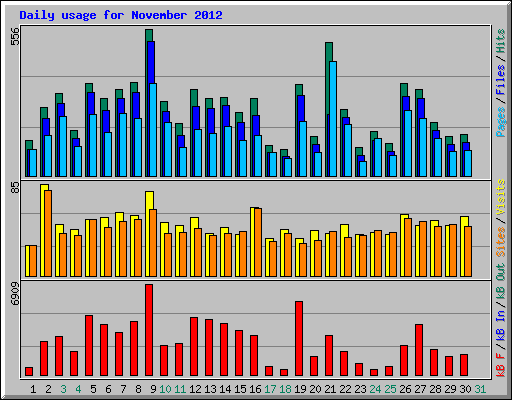 Daily usage for November 2012
556
Pages / Files / Hits
85
Sites / Visits
6909
kB F / kB In / kB Out
1 2 3 4 5 6 7 8 9 10 11 12 13 14 15 16 17 18 19 20 21 22 23 24 25 26 27 28 29 30 31